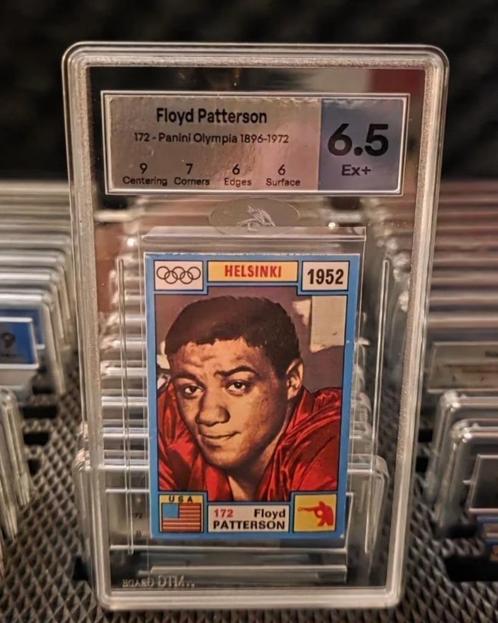 Floyd Patterson
172 - Panini Olympia 1896-1972
9 7 6 6
Centering Corners Edges Surface
6.5
Ex+
HELSINKI
1952
USA
172 Floyd
PATTERSON